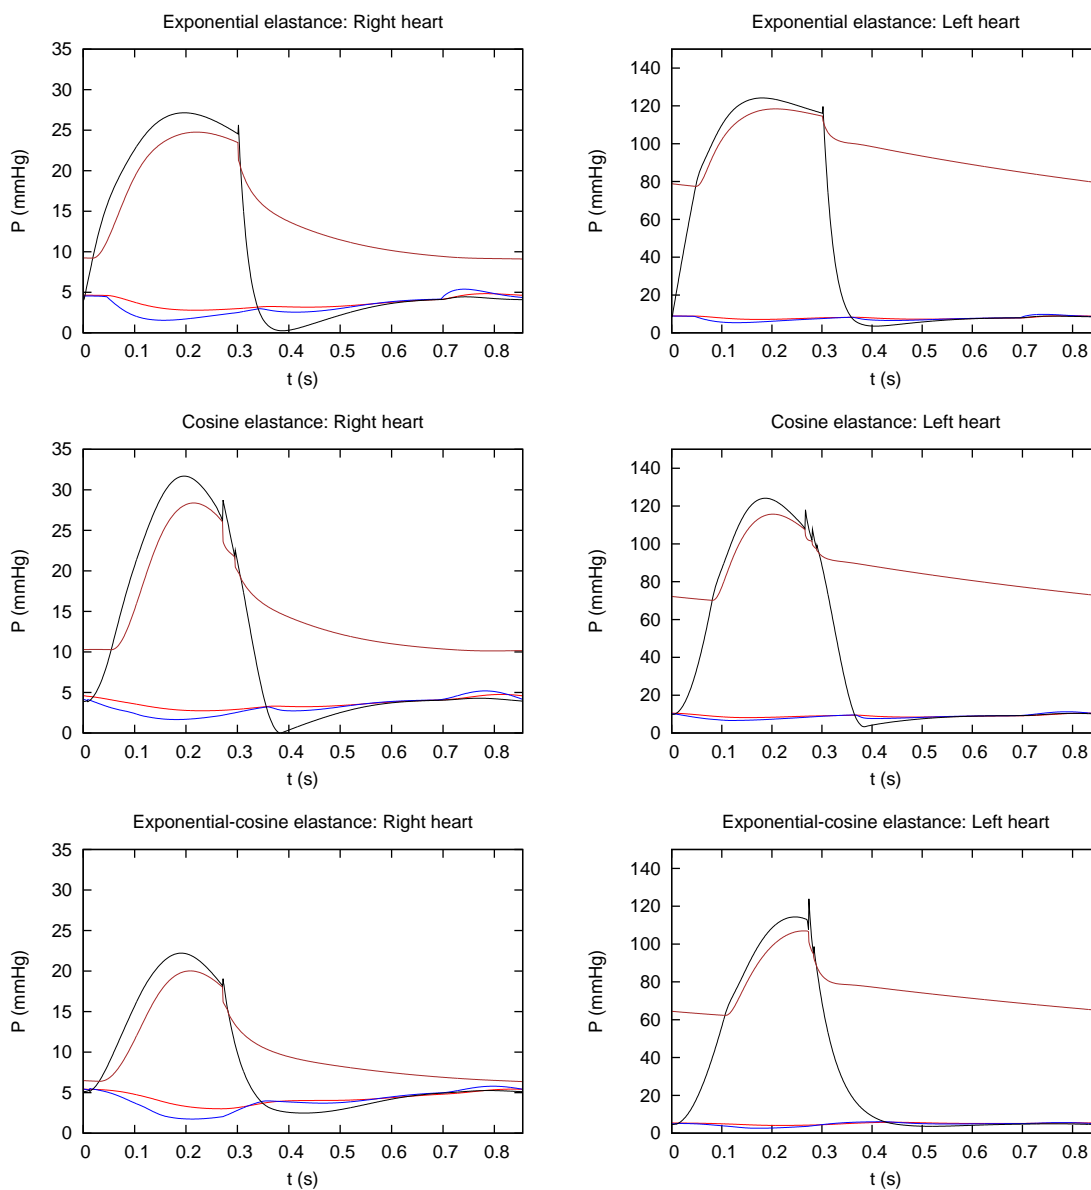 Exponential elastance: Right heart
35
30
25
20
15
10
5
0
P (mmHg)
0 0.1 0.2 0.3 0.4 0.5 0.6 0.7 0.8
t (s)
Exponential elastance: Left heart
140
120
100
80
60
40
20
0
P (mmHg)
0 0.1 0.2 0.3 0.4 0.5 0.6 0.7 0.8
t (s)
Cosine elastance: Right heart
35
30
25
20
15
10
5
0
P (mmHg)
0 0.1 0.2 0.3 0.4 0.5 0.6 0.7 0.8
t (s)
Cosine elastance: Left heart
140
120
100
80
60
40
20
0
P (mmHg)
0 0.1 0.2 0.3 0.4 0.5 0.6 0.7 0.8
t (s)
Exponential-cosine elastance: Right heart
35
30
25
20
15
10
5
0
P (mmHg)
0 0.1 0.2 0.3 0.4 0.5 0.6 0.7 0.8
t (s)
Exponential-cosine elastance: Left heart
140
120
100
80
60
40
20
0
P (mmHg)
0 0.1 0.2 0.3 0.4 0.5 0.6 0.7 0.8
t (s)